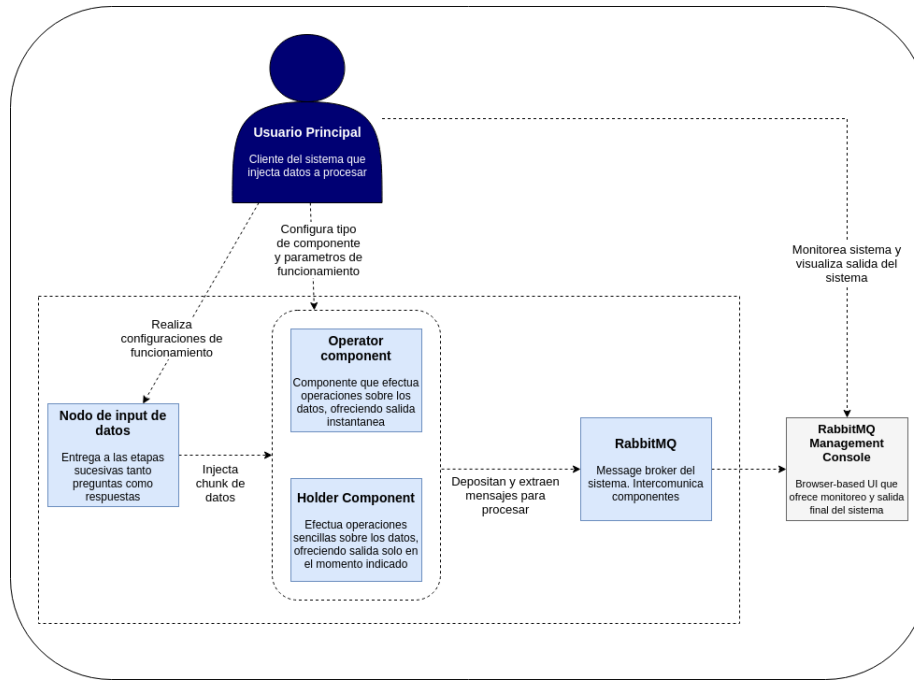 Usuario Principal
Cliente del sistema que
injecta datos a procesar
Configura tipo
de componente
y parametros de
funcionamiento
Monitorea sistema y
visualiza salida del
sistema
Realiza
configuraciones de
funcionamiento
Operator
component
Componente que efectua
operaciones sobre los
datos, ofreciendo salida
instantanea
Nodo de input de
datos
Entrega a las etapas
sucesivas tanto
preguntas como
respuestas
Injecta
chunk de
datos
Holder Component
Efectua operaciones
sencillas sobre los datos,
ofreciendo salida solo en
el momento indicado
Depositan y extraen
mensajes para
procesar
RabbitMQ
Message broker del
sistema. Intercomunica
componentes
RabbitMQ
Management
Console
Browser-based UI que
ofrece monitoreo y salida
final del sistema